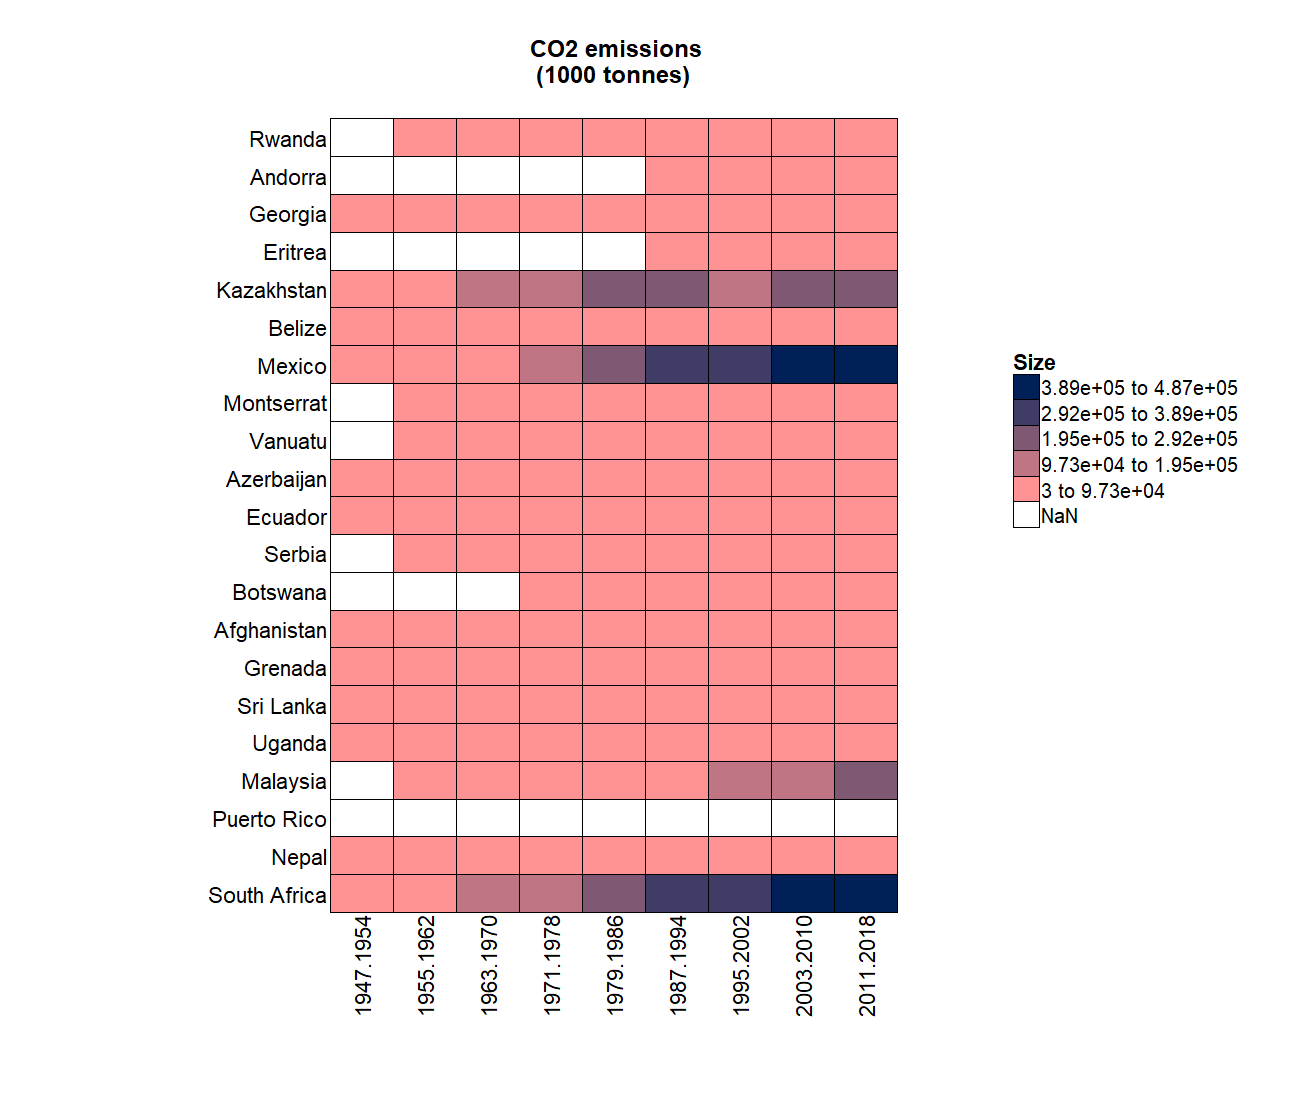 CO2 emissions
(1000 tonnes)
Rwanda
Andorra
Georgia
Eritrea
Kazakhstan
Belize
Mexico
Montserrat
Vanuatu
Azerbaijan
Ecuador
Serbia
Botswana
Afghanistan
Grenada
Sri Lanka
Uganda
Malaysia
Puerto Rico
Nepal
South Africa
1947.1954
1955.1962
1963.1970
1971.1978
1979.1986
1987.1994
1995.2002
2003.2010
2011.2018
Size
3.89e+05 to 4.87e+05
2.92e+05 to 3.89e+05
1.95e+05 to 2.92e+05
9.73e+04 to 1.95e+05
3 to 9.73e+04
NaN